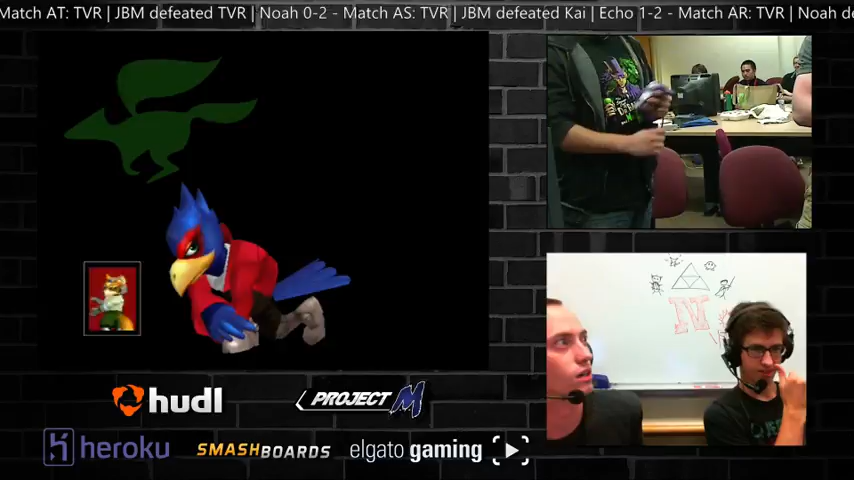 Match AT: TVR | JBM defeated TVR | Noah 0-2 - Match AS: TVR | JBM defeated Kai | Echo 1-2 - Match AR: TVR | Noah de
N
hudl
PROJECT M
heroku
SMASHBOARDS
elgato gaming